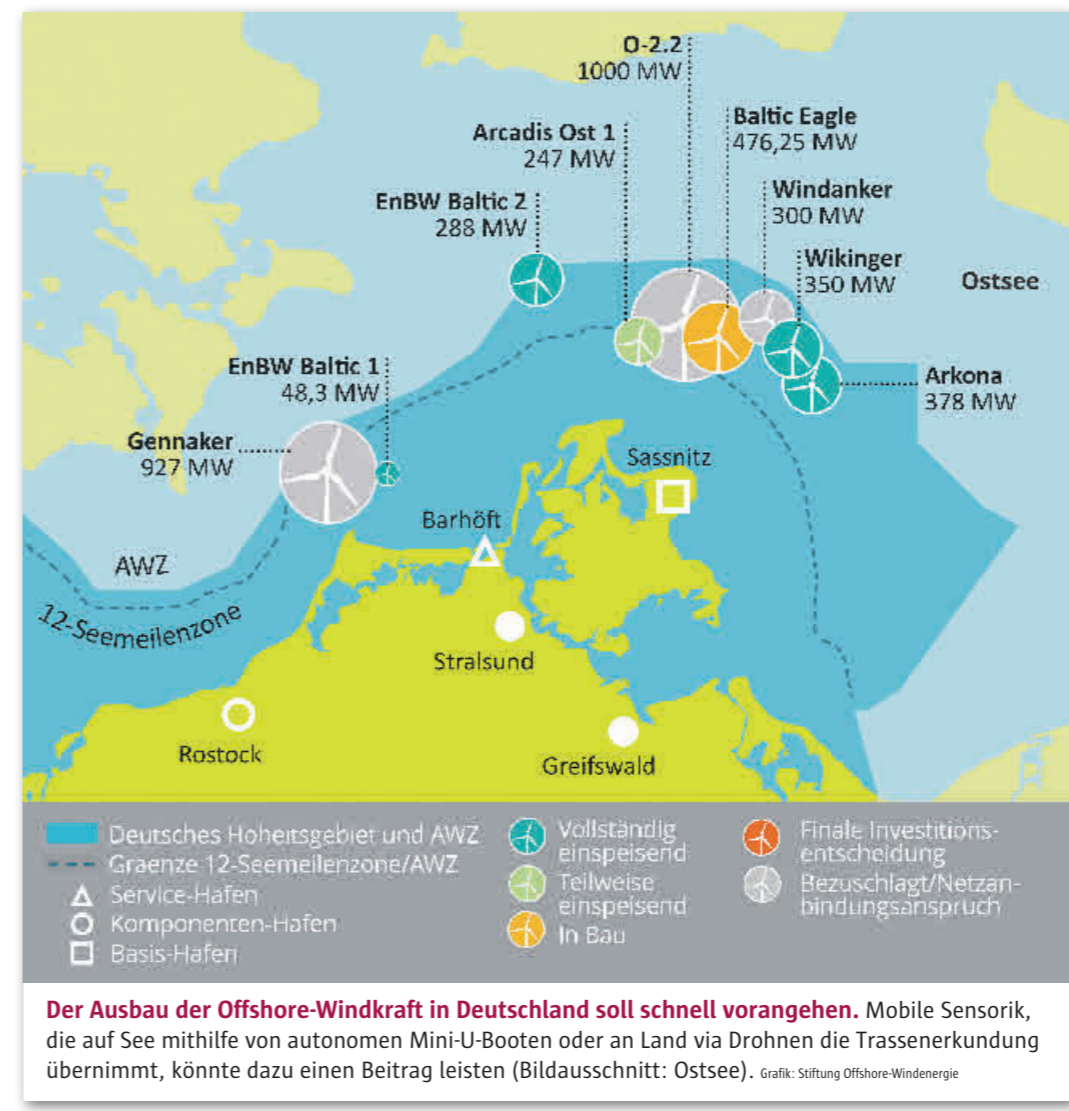 O-2.2
1000 MW
Baltic Eagle
476,25 MW
Arcadis Ost 1
247 MW
Windanker
300 MW
EnBW Baltic 2
288 MW
Wikinger
350 MW
Ostsee
EnBW Baltic 1
48,3 MW
Arkona
378 MW
Gennaker
927 MW
Sassnitz
Barhöft
AWZ
12-Seemeilenzone
Stralsund
Rostock
Greifswald
Deutsches Hoheitsgebiet und AWZ
Graenze 12-Seemeilenzone/AWZ
Service-Hafen
Komponenten-Hafen
Basis-Hafen
Vollständig
einspeisend
Teilweise
einspeisend
In Bau
Finale Investitions-
entscheidung
Bezuschlagt/Netzan-
bindungsanspruch
Der Ausbau der Offshore-Windkraft in Deutschland soll schnell vorangehen. Mobile Sensorik,
die auf See mithilfe von autonomen Mini-U-Booten oder an Land via Drohnen die Trassenerkundung
übernimmt, könnte dazu einen Beitrag leisten (Bildausschnitt: Ostsee). Grafik: Stiftung Offshore-Windenergie